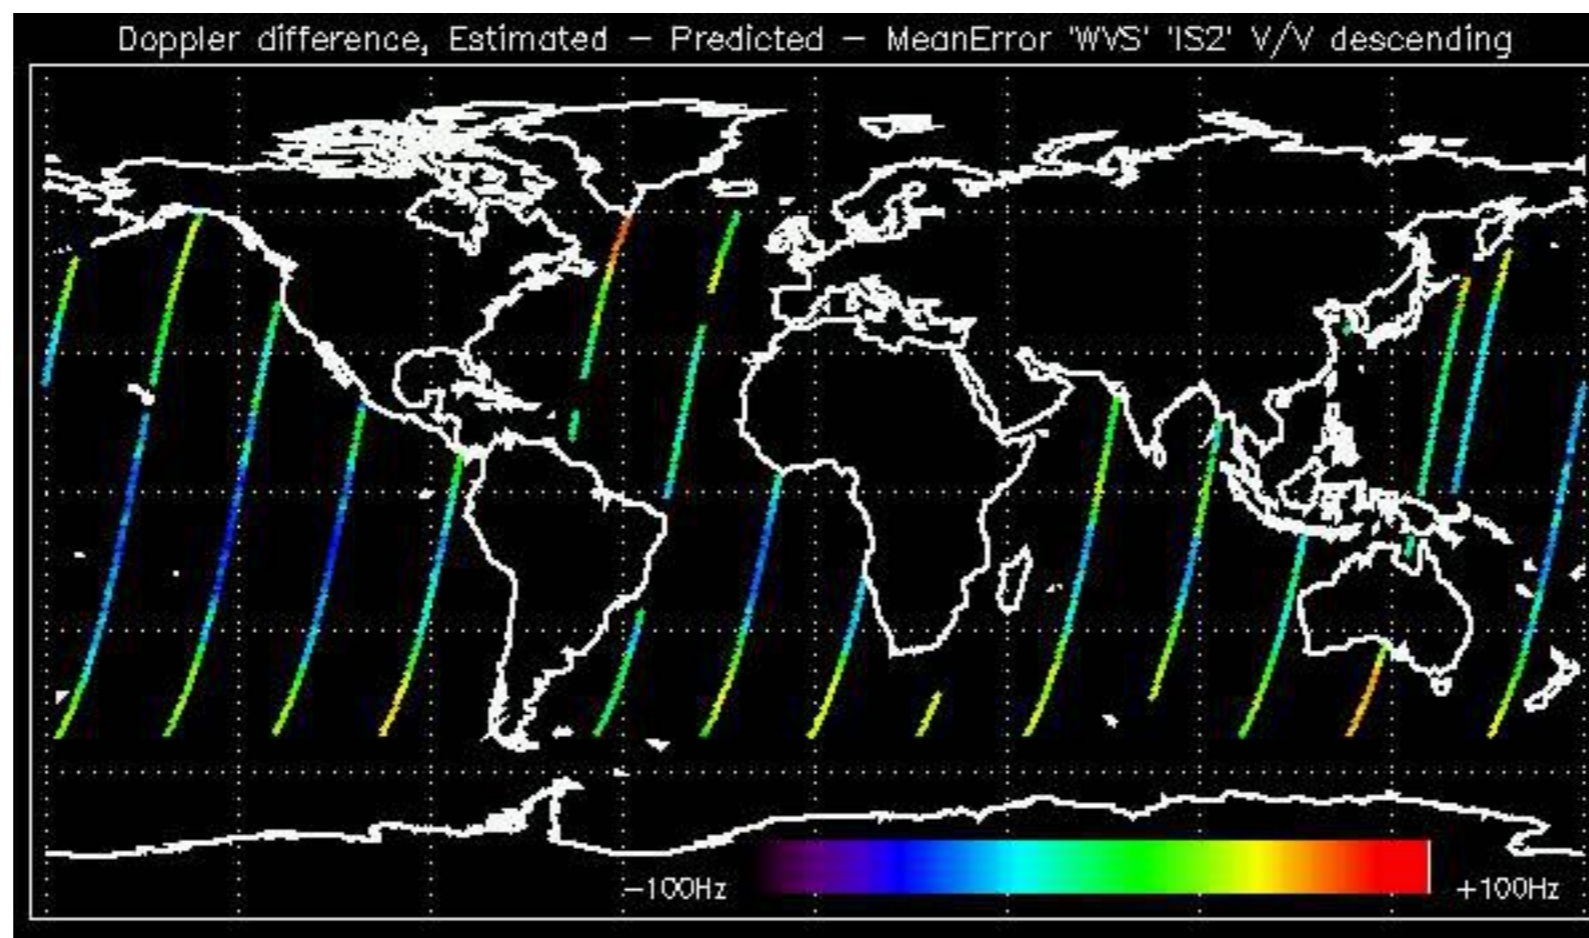 Doppler difference, Estimated – Predicted – MeanError 'WVS' 'IS2' V/V descending
–100Hz
+100Hz